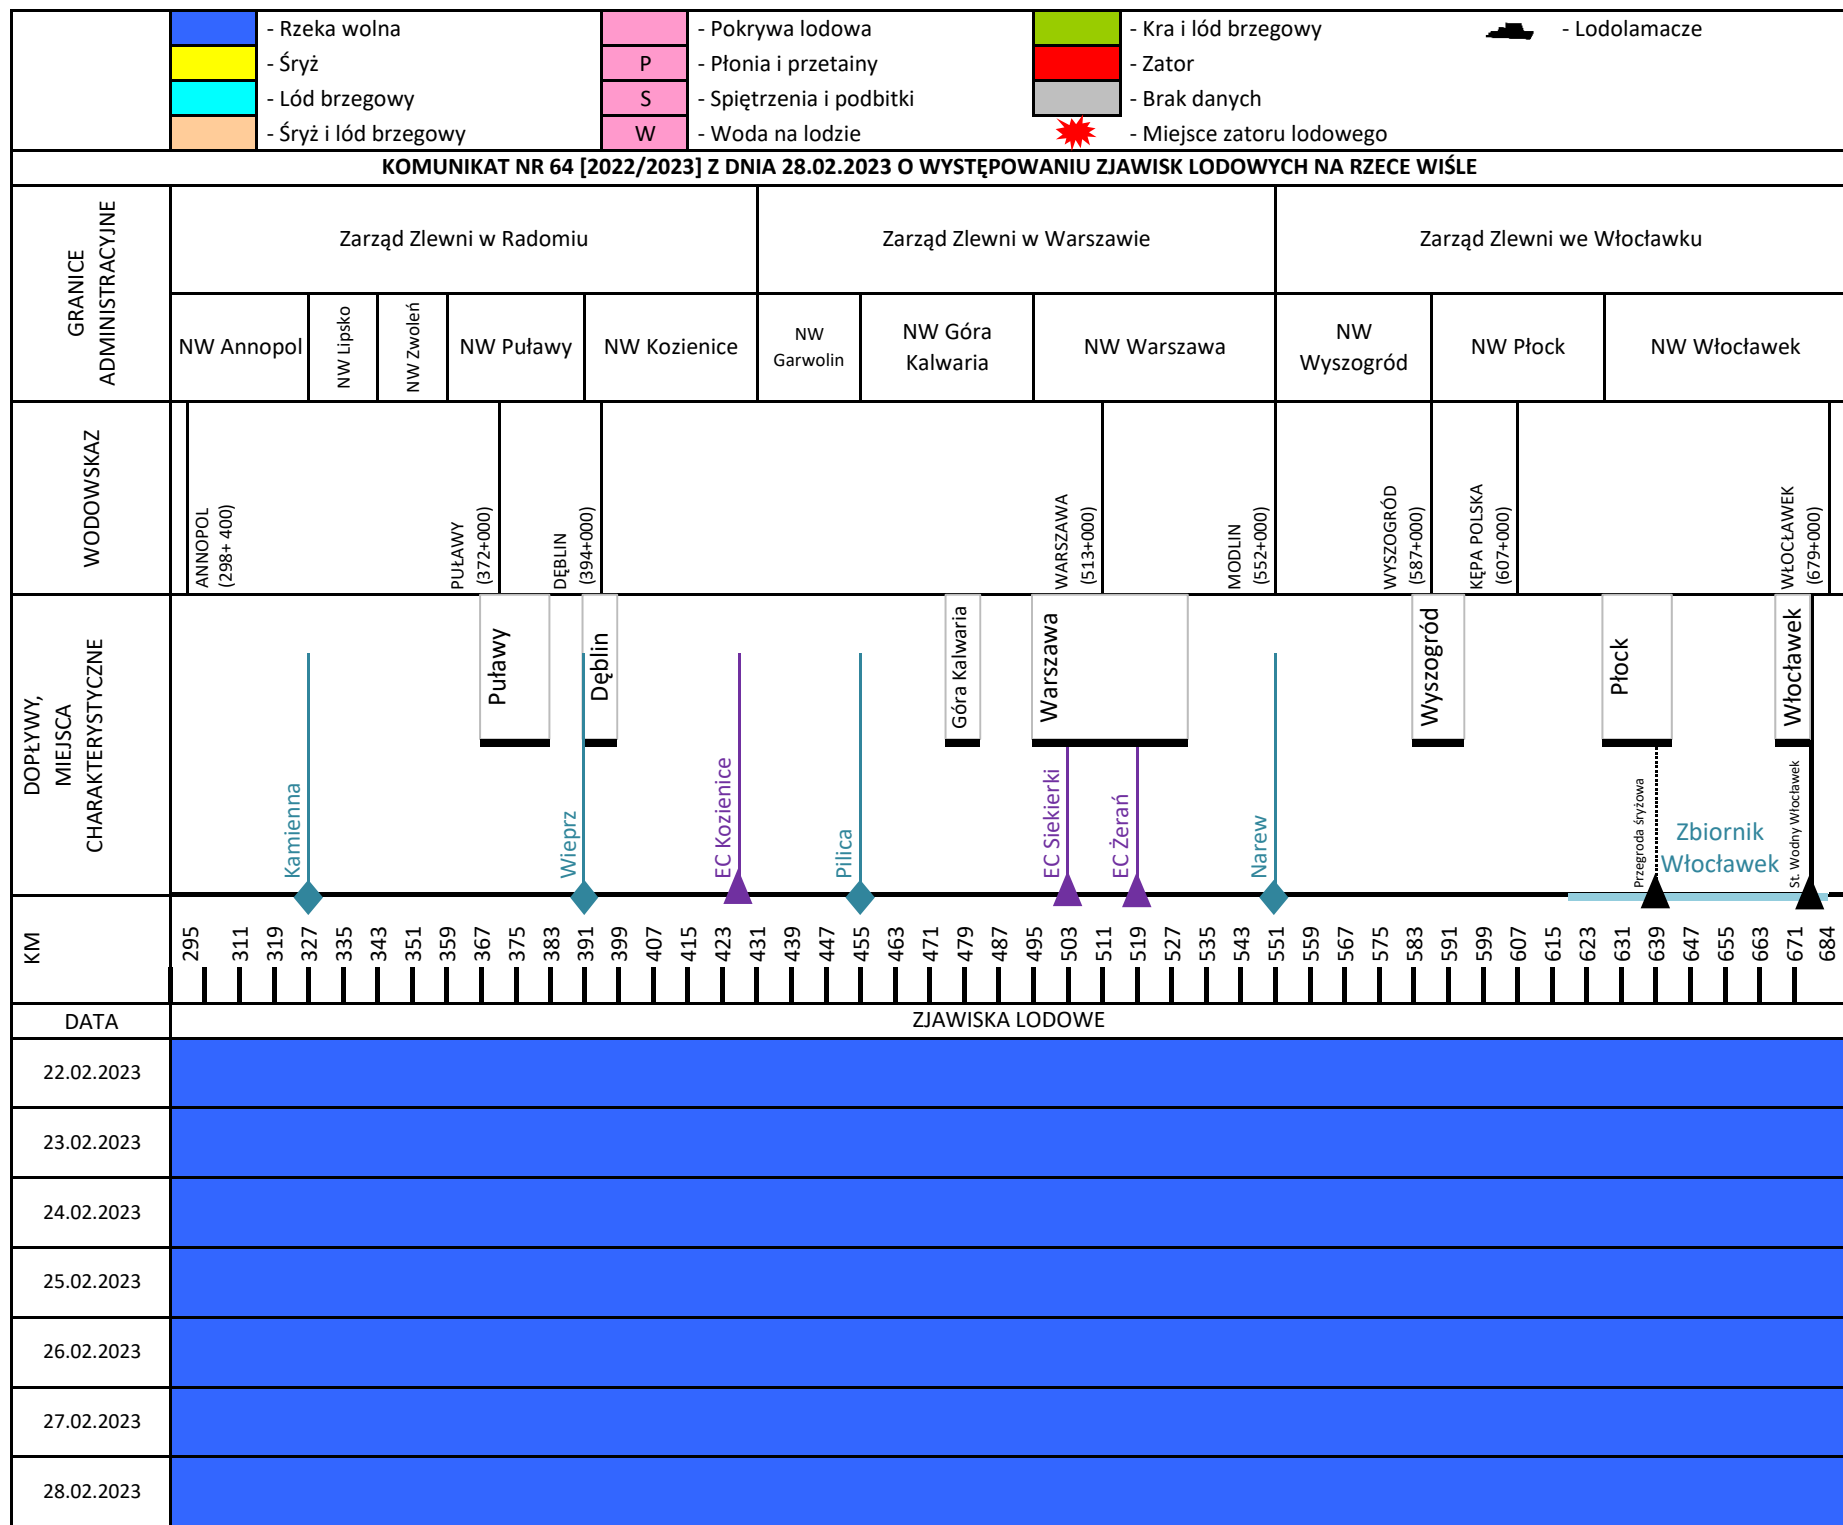 - Rzeka wolna
- Pokrywa lodowa
- Kra i lód brzegowy
- Lodolamacze
- Śryż
P
- Płonia i przetainy
- Zator
- Lód brzegowy
S
- Spiętrzenia i podbitki
- Brak danych
- Śryż i lód brzegowy
W
- Woda na lodzie
- Miejsce zatoru lodowego
KOMUNIKAT NR 64 [2022/2023] Z DNIA 28.02.2023 O WYSTĘPOWANIU ZJAWISK LODOWYCH NA RZECE WIŚLE
GRANICE
ADMINISTRACYJNE
Zarząd Zlewni w Radomiu
Zarząd Zlewni w Warszawie
Zarząd Zlewni we Włocławku
NW Annopol
NW Lipsko
NW Zwoleń
NW Puławy
NW Kozienice
NW
Garwolin
NW Góra
Kalwaria
NW Warszawa
NW
Wyszogród
NW Płock
NW Włocławek
WODOWSKAZ
ANNOPOL
(298+ 400)
PUŁAWY
(372+000)
DĘBLIN
(394+000)
WARSZAWA
(513+000)
MODLIN
(552+000)
WYSZOGRÓD
(587+000)
KĘPA POLSKA
(607+000)
WŁOCŁAWEK
(679+000)
DOPŁYWY,
MIEJSCA
CHARAKTERYSTYCZNE
Puławy
Dęblin
Góra Kalwaria
Warszawa
Wyszogród
Płock
Włocławek
Kamienna
Wieprz
EC Kozienice
Pilica
EC Siekierki
EC Żerań
Narew
Przegroda śryżowa
Zbiornik
Włocławek
St. Wodny Włocławek
KM
295
311
319
327
335
343
351
359
367
375
383
391
399
407
415
423
431
439
447
455
463
471
479
487
495
503
511
519
527
535
543
551
559
567
575
583
591
599
607
615
623
631
639
647
655
663
671
684
DATA
ZJAWISKA LODOWE
22.02.2023
23.02.2023
24.02.2023
25.02.2023
26.02.2023
27.02.2023
28.02.2023